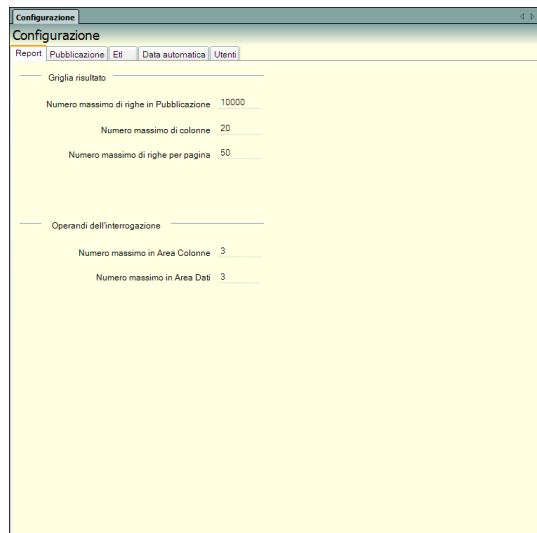 Configurazione
Configurazione
Report Pubblicazione Etl Data automatica Utenti
Griglia risultato
Numero massimo di righe in Pubblicazione 10000
Numero massimo di colonne 20
Numero massimo di righe per pagina 50
Operandi dell'interrogazione
Numero massimo in Area Colonne 3
Numero massimo in Area Dati 3